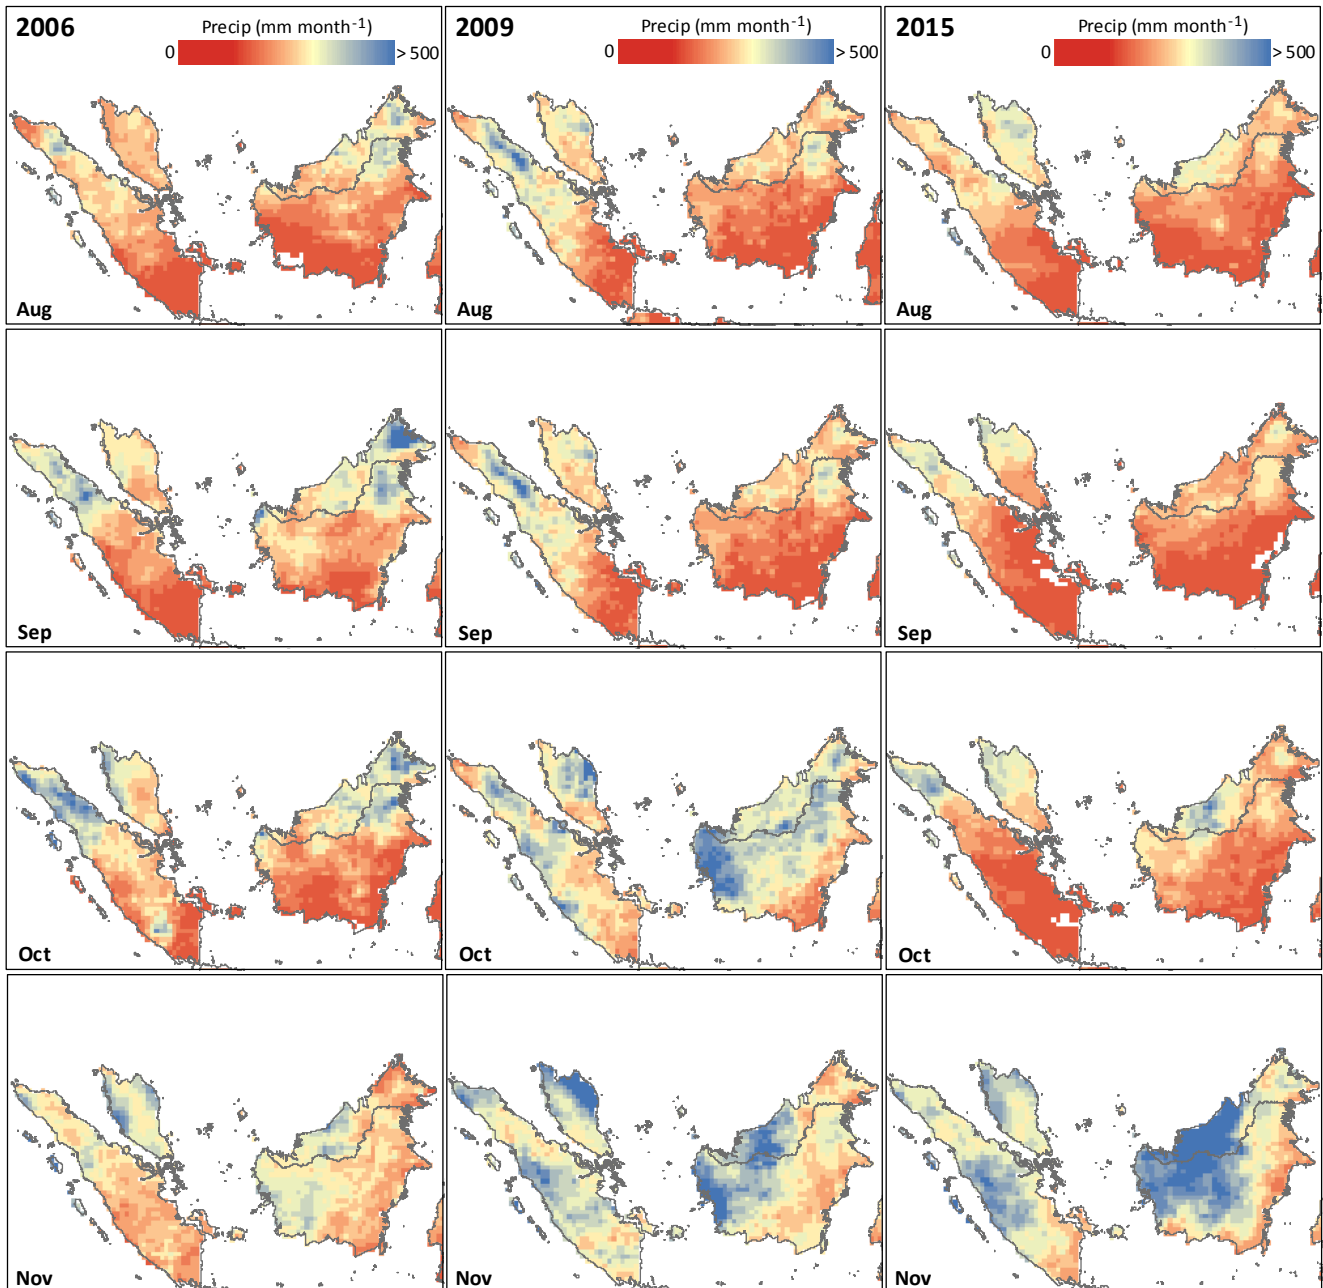 2006
Precip (mm month-1)
0 > 500
2009
Precip (mm month-1)
0 > 500
2015
Precip (mm month-1)
0 > 500
Aug
Aug
Aug
Sep
Sep
Sep
Oct
Oct
Oct
Nov
Nov
Nov